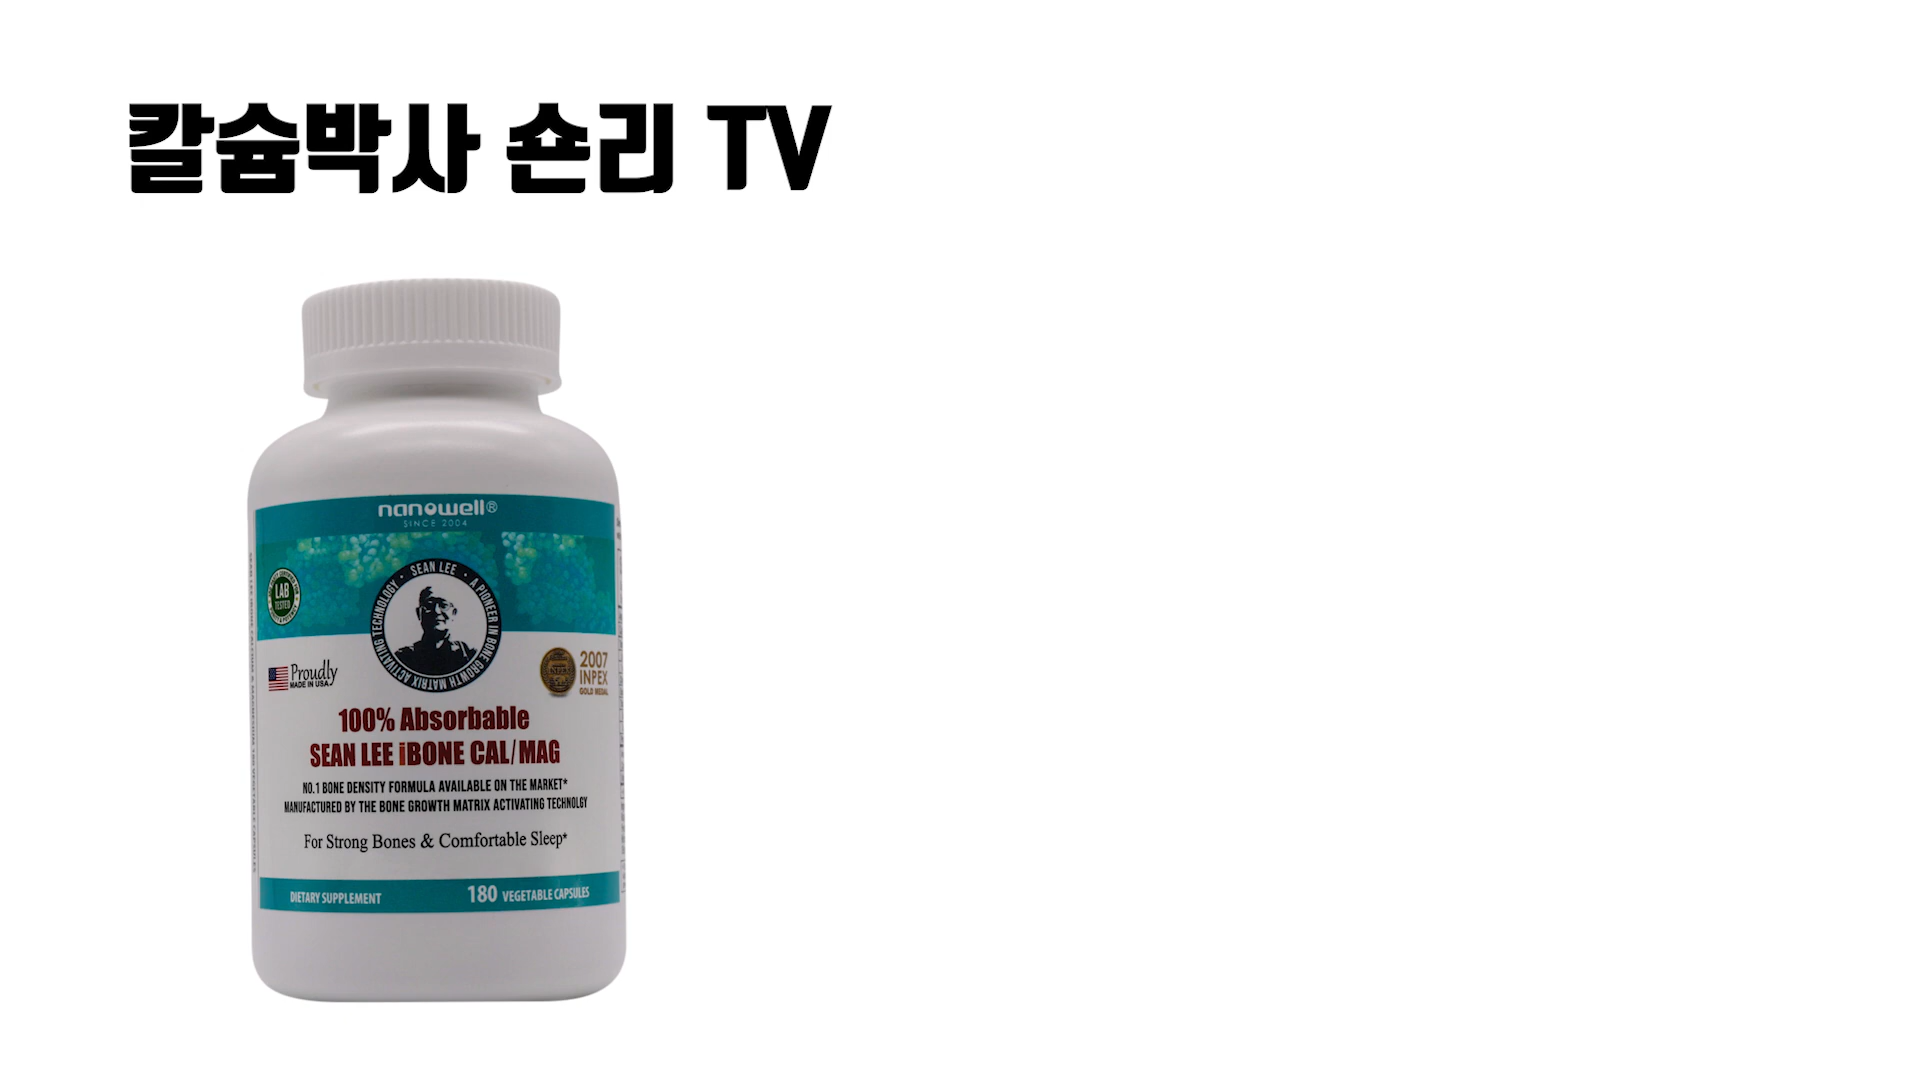 칼슘박사 숀리 TV
nanowell®
SINCE 2004
SEAN LEE • A PIONEER IN BONE GROWTH MATRIX ACTIVATING TECHNOLOGY •
LAB
TESTED
Proudly
MADE IN USA
2007
INPEX
GOLD MEDAL
100% Absorbable
SEAN LEE iBONE CAL/MAG
NO.1 BONE DENSITY FORMULA AVAILABLE ON THE MARKET*
MANUFACTURED BY THE BONE GROWTH MATRIX ACTIVATING TECHNOLGY
For Strong Bones & Comfortable Sleep*
DIETARY SUPPLEMENT
180 VEGETABLE CAPSULES